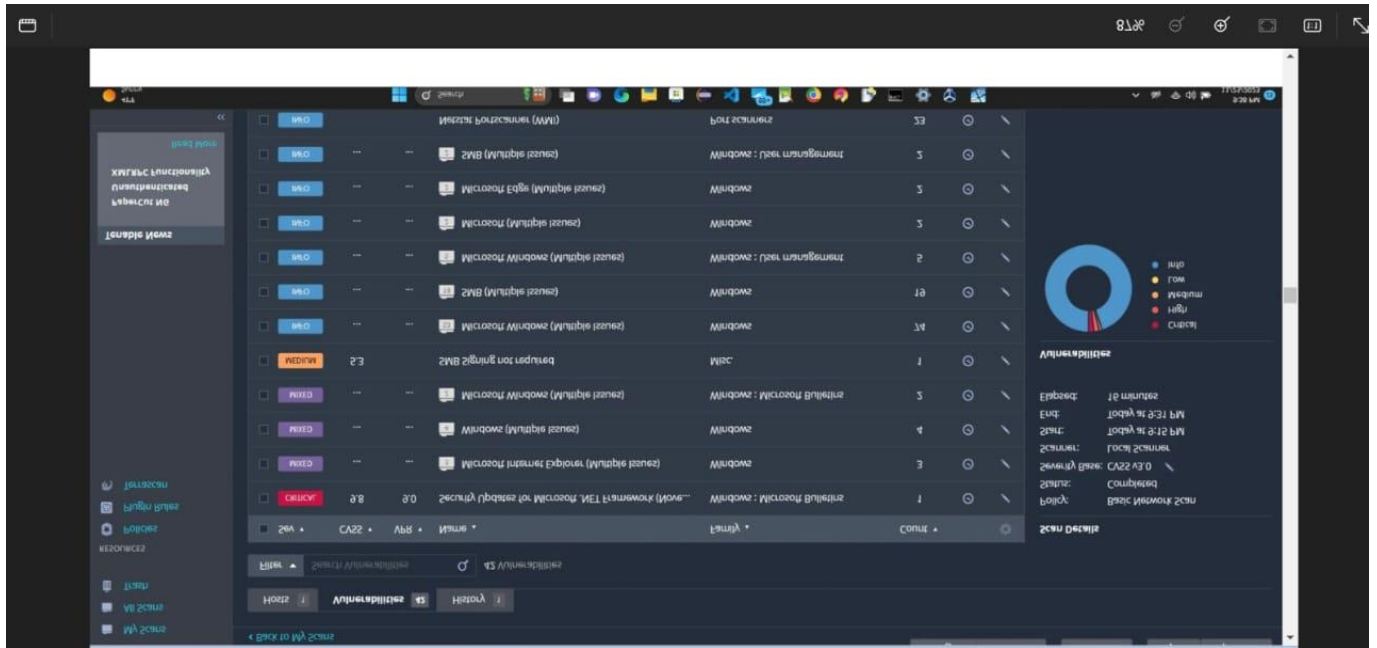 87%
< Back to My Scans
My Scans
All Scans
Trash
RESOURCES
Policies
Plugin Rules
Terrascan
Hosts 1 Vulnerabilities 42 History 1
Filter Search Vulnerabilities 42 Vulnerabilities
Sev CVSS VPR Name Family Count
CRITICAL 9.8 9.0 Security Updates for Microsoft .NET Framework (Nove... Windows : Microsoft Bulletins 1
MIXED ... ... Microsoft Internet Explorer (Multiple Issues) Windows 3
MIXED ... ... Windows (Multiple Issues) Windows 4
MIXED ... ... Microsoft Windows (Multiple Issues) Windows : Microsoft Bulletins 2
MEDIUM 5.3 SMB Signing not required Misc. 1
INFO ... ... Microsoft Windows (Multiple Issues) Windows 74
INFO ... ... SMB (Multiple Issues) Windows 19
INFO ... ... Microsoft Windows (Multiple Issues) Windows : User management 5
INFO ... ... Microsoft (Multiple Issues) Windows 2
INFO ... ... Microsoft Edge (Multiple Issues) Windows 2
INFO ... ... SMB (Multiple Issues) Windows : User management 2
INFO Netstat Portscanner (WMI) Port scanners 23
Scan Details
Policy: Basic Network Scan
Status: Completed
Severity Base: CVSS v3.0
Scanner: Local Scanner
Start: Today at 9:15 PM
End: Today at 9:31 PM
Elapsed: 16 minutes
Vulnerabilities
Critical
High
Medium
Low
Info
Tenable News
PaperCut NG
Unauthenticated
XMLRPC Functionality
Read More
Search